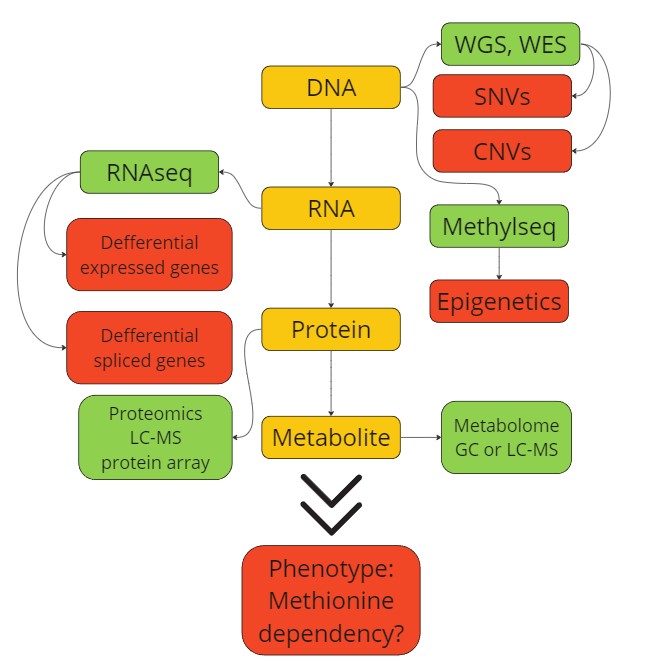 WGS, WES
DNA
SNVs
CNVs
RNAseq
RNA
Methylseq
Defferential
expressed genes
Epigenetics
Protein
Defferential
spliced genes
Proteomics
LC-MS
protein array
Metabolite
Metabolome
GC or LC-MS
Phenotype:
Methionine
dependency?